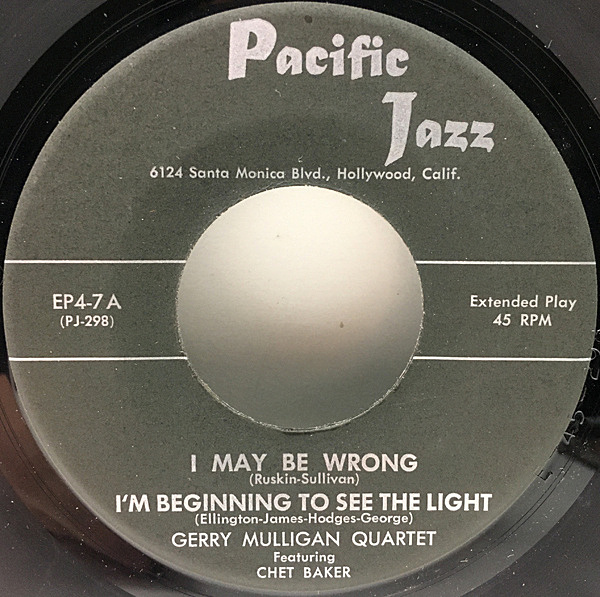 Pacific
Jazz
6124 Santa Monica Blvd., Hollywood, Calif.
EP4-7A
(PJ-298)
Extended Play
45 RPM
I MAY BE WRONG
(Ruskin-Sullivan)
I'M BEGINNING TO SEE THE LIGHT
(Ellington-James-Hodges-George)
GERRY MULLIGAN QUARTET
Featuring
CHET BAKER